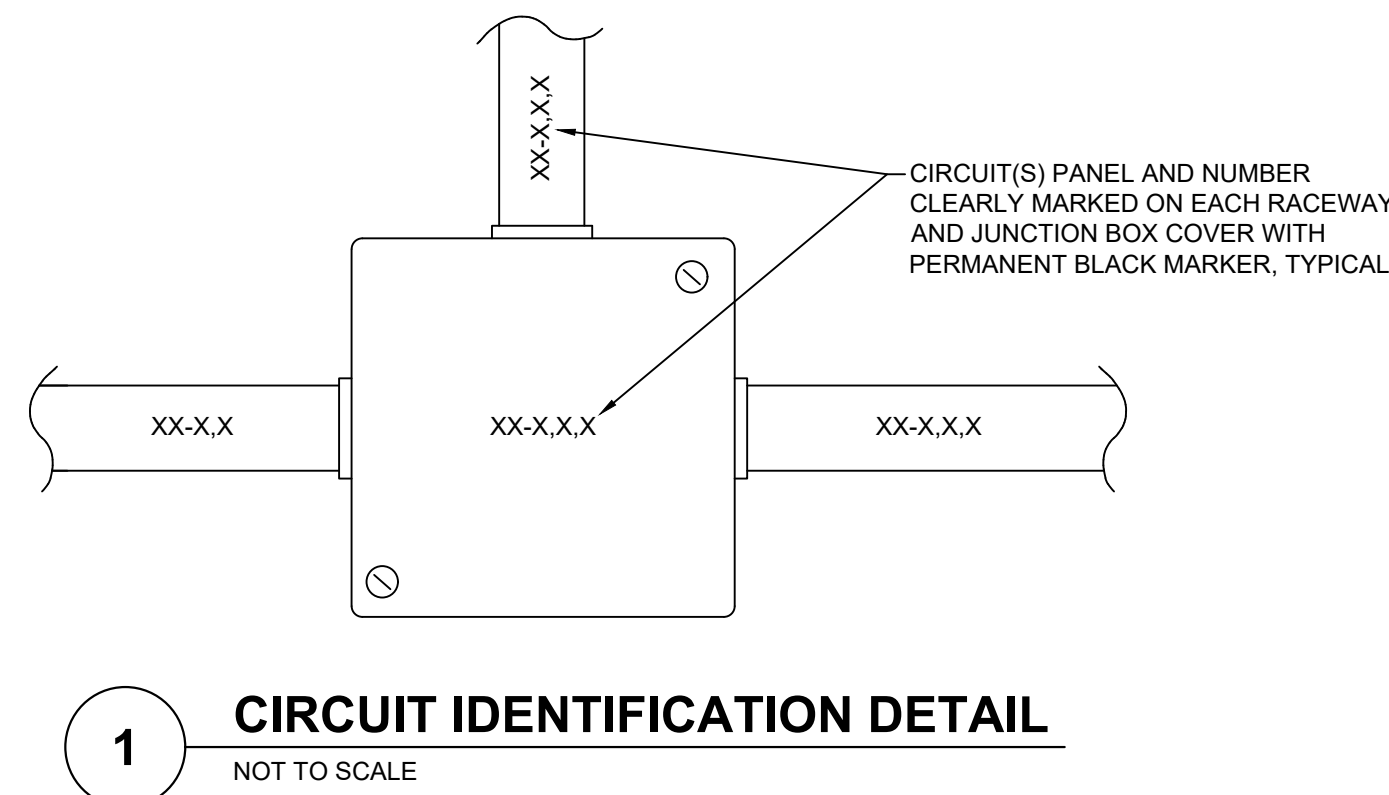 XX-X,X,X
CIRCUIT(S) PANEL AND NUMBER
CLEARLY MARKED ON EACH RACEWAY
AND JUNCTION BOX COVER WITH
PERMANENT BLACK MARKER, TYPICAL
XX-X,X
XX-X,X,X
XX-X,X,X
1
CIRCUIT IDENTIFICATION DETAIL
NOT TO SCALE